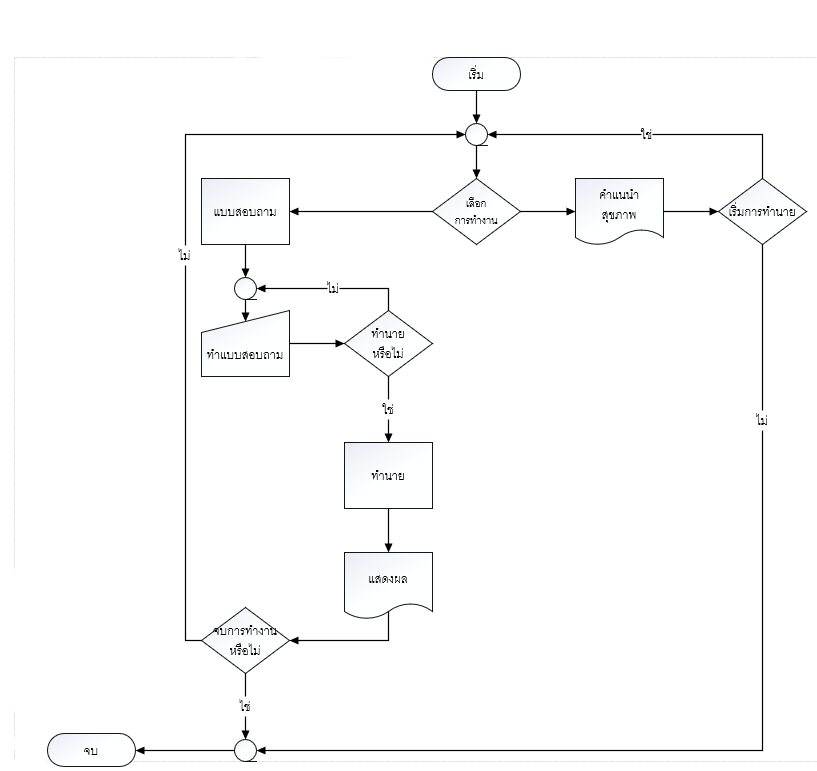 เริ่ม
ใช่
แบบสอบถาม
เลือก
การทำงาน
คำแนะนำ
สุขภาพ
เริ่มการทำนาย
ไม่
ไม่
ทำแบบสอบถาม
ทำนาย
หรือไม่
ใช่
ไม่
ทำนาย
แสดงผล
จบการทำงาน
หรือไม่
ใช่
จบ